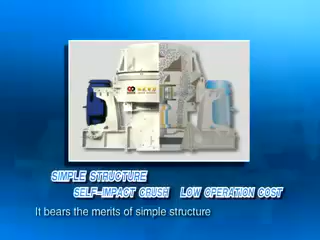 SIMPLE STRUCTURE
SELF-IMPACT CRUSH LOW OPERATION COST
It bears the merits of simple structure